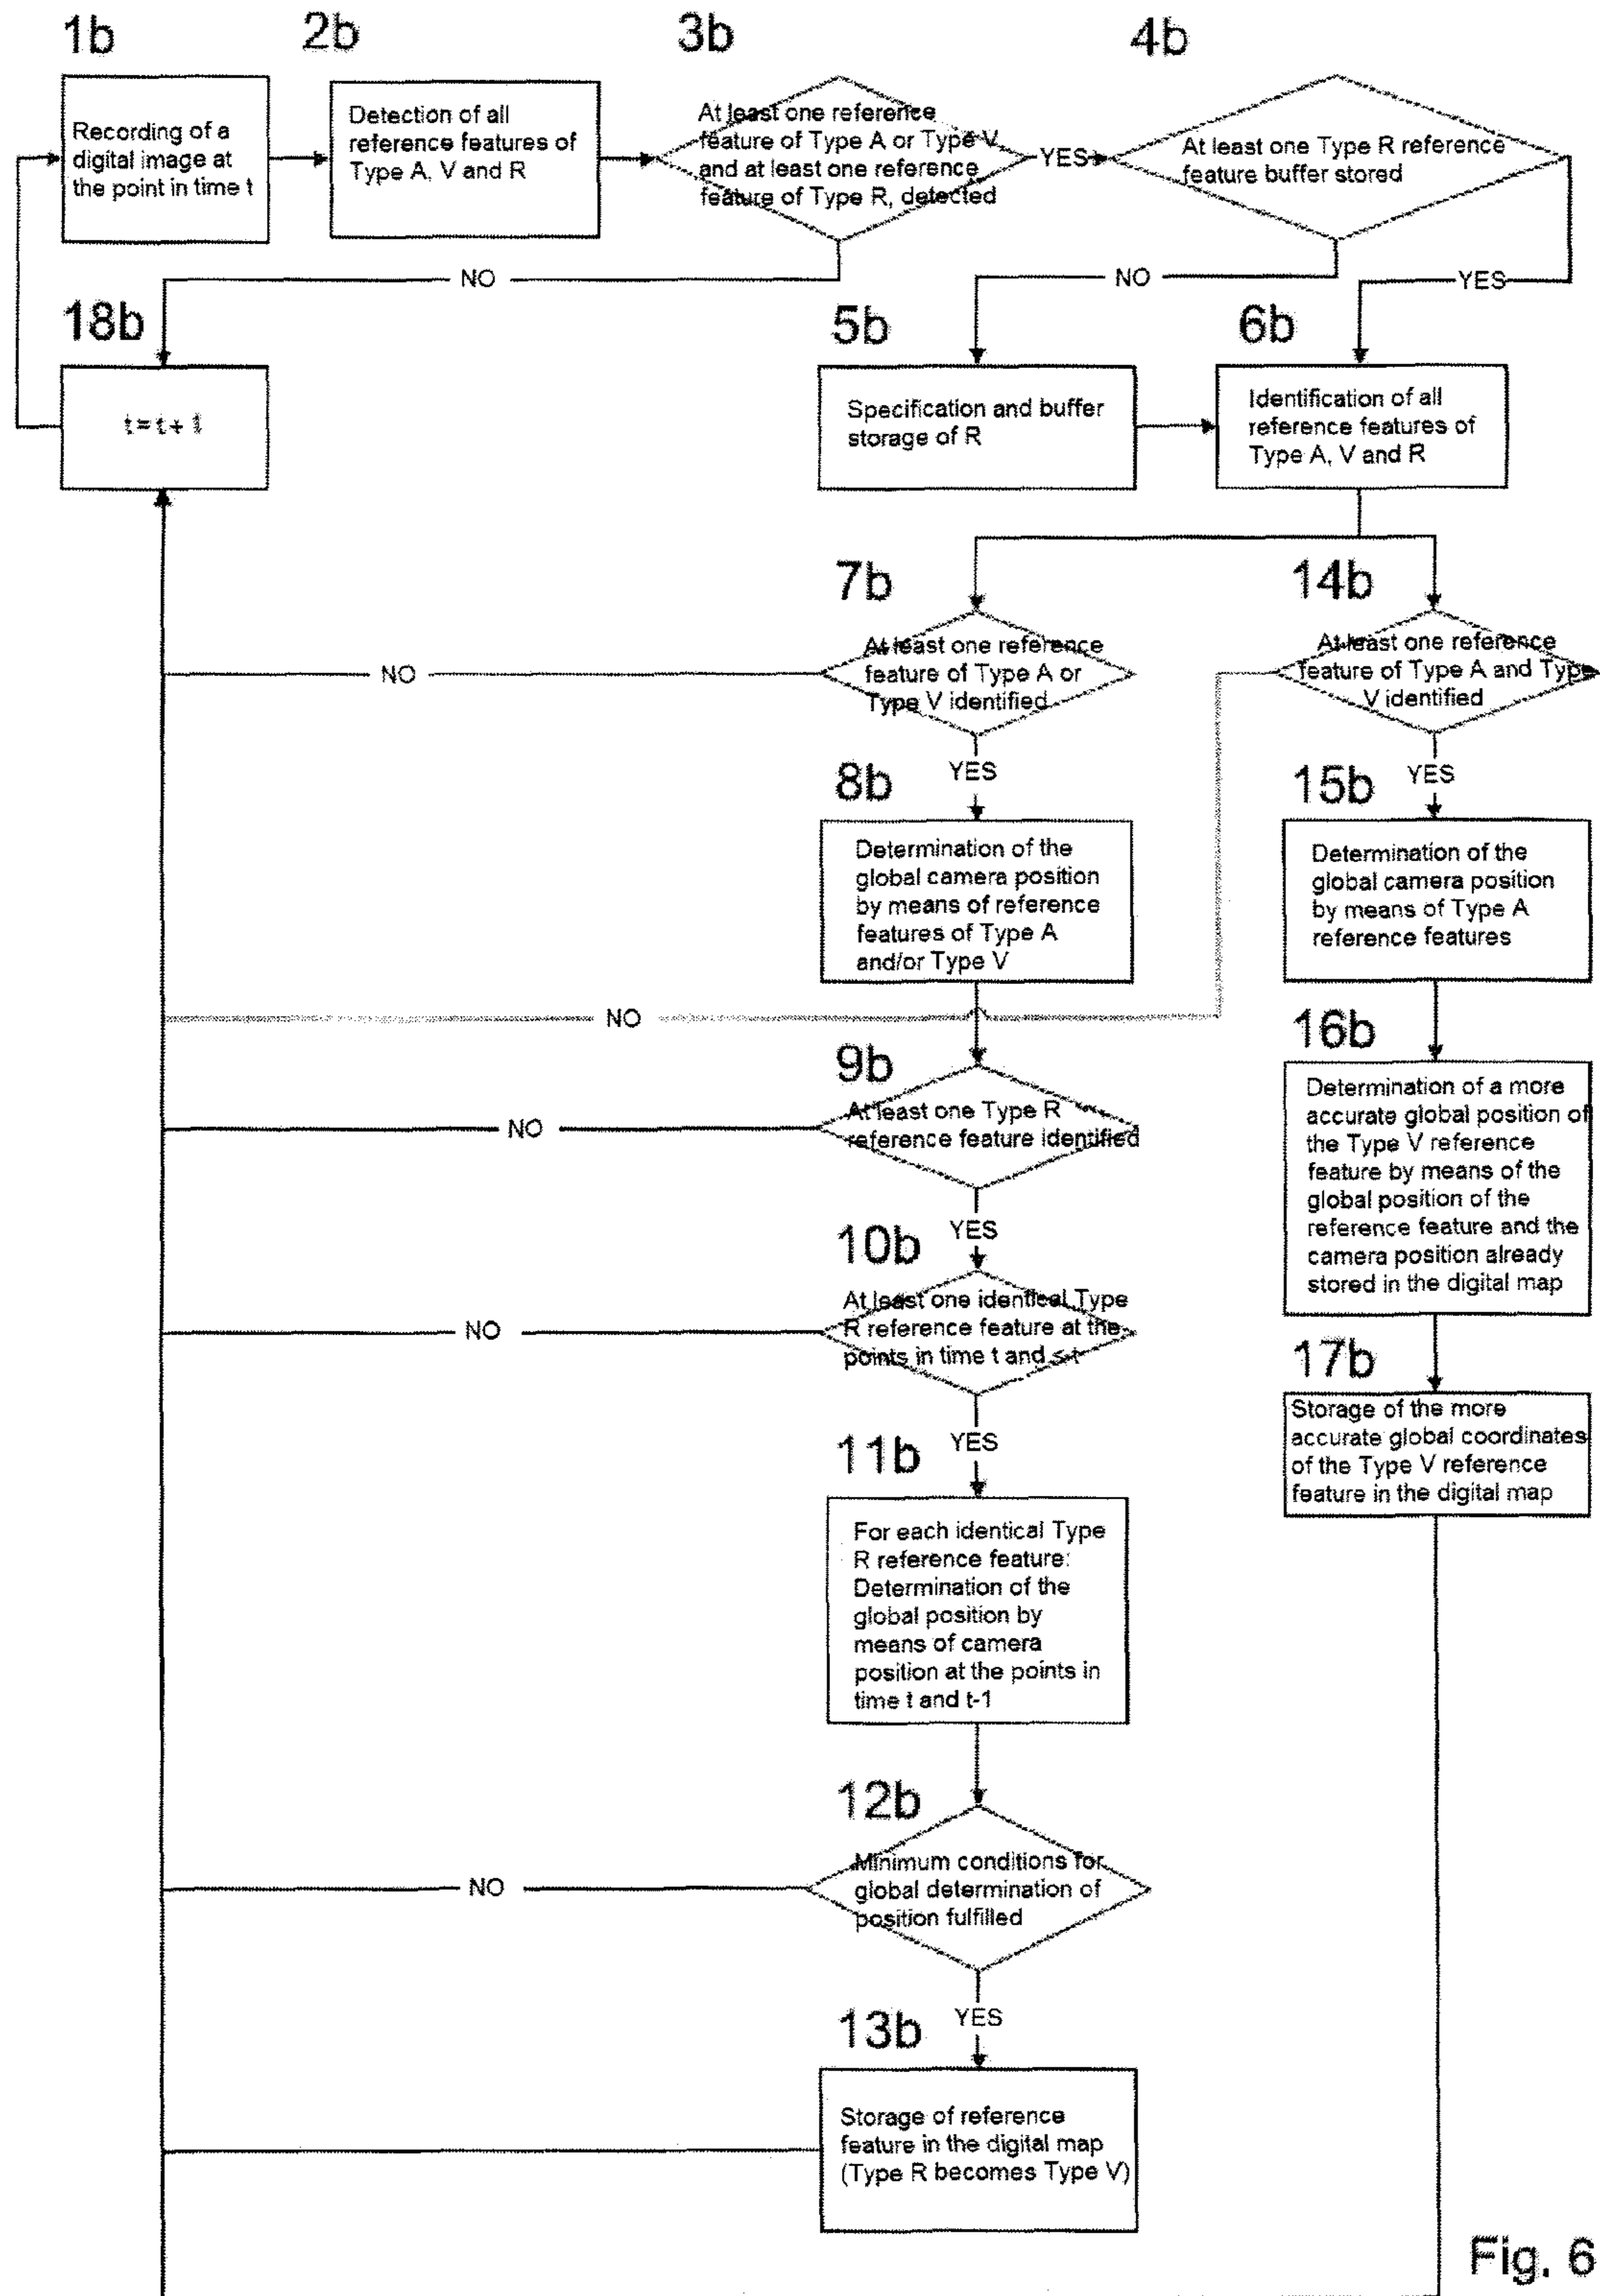 1b
2b
3b
4b
Recording of a
digital image at
the point in time t
Detection of all
reference features of
Type A, V and R
At least one reference
feature of Type A or Type V
and at least one reference
feature of Type R, detected
YES
At least one Type R reference
feature buffer stored
NO
NO
YES
18b
5b
6b
t=t+1
Specification and buffer
storage of R
Identification of all
reference features of
Type A, V and R
7b
14b
At least one reference
feature of Type A or
Type V identified
NO
At least one reference
feature of Type A and Type
V identified
YES
YES
8b
15b
Determination of the
global camera position
by means of reference
features of Type A
and/or Type V
Determination of the
global camera position
by means of Type A
reference features
NO
9b
16b
At least one Type R
reference feature identified
NO
Determination of a more
accurate global position of
the Type V reference
feature by means of the
global position of the
reference feature and the
camera position already
stored in the digital map
YES
10b
At least one identical Type
R reference feature at the
points in time t and ≤ t
NO
17b
Storage of the more
accurate global coordinates
of the Type V reference
feature in the digital map
YES
11b
For each identical Type
R reference feature:
Determination of the
global position by
means of camera
position at the points in
time t and t-1
12b
Minimum conditions for
global determination of
position fulfilled
NO
YES
13b
Storage of reference
feature in the digital map
(Type R becomes Type V)
Fig. 6